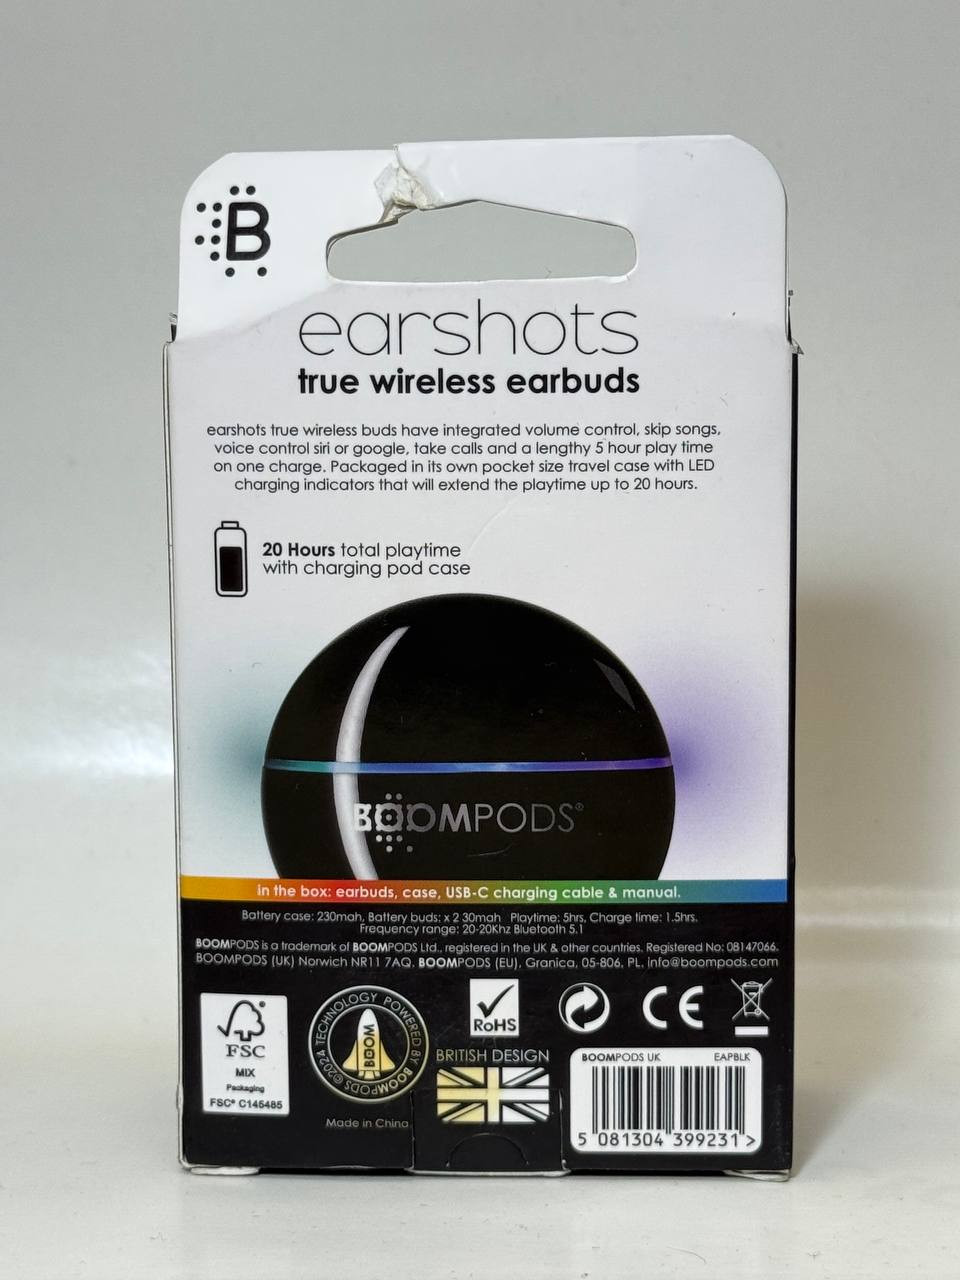 B
earshots
true wireless earbuds
earshots true wireless buds have integrated volume control, skip songs,
voice control siri or google, take calls and a lengthy 5 hour play time
on one charge. Packaged in its own pocket size travel case with LED
charging indicators that will extend the playtime up to 20 hours.
20 Hours total playtime
with charging pod case
BOOMPODS®
in the box: earbuds, case, USB-C charging cable & manual.
Battery case: 230mah, Battery buds: x 2 30mah Playtime: 5hrs, Charge time: 1.5hrs.
Frequency range: 20-20Khz Bluetooth 5.1
BOOMPODS is a trademark of BOOMPODS Ltd., registered in the UK & other countries. Registered No: 08147066.
BOOMPODS (UK) Norwich NR11 7AQ. BOOMPODS (EU), Granica, 05-806, PL. info@boompods.com
FSC
MIX
Packaging
FSC® C145485
TECHNOLOGY POWERED BY BOOMPODS ©2024
BOOM
Made in China
RoHS
BRITISH DESIGN
CE
BOOMPODS UK EAPBLK
5 081304 399231 >